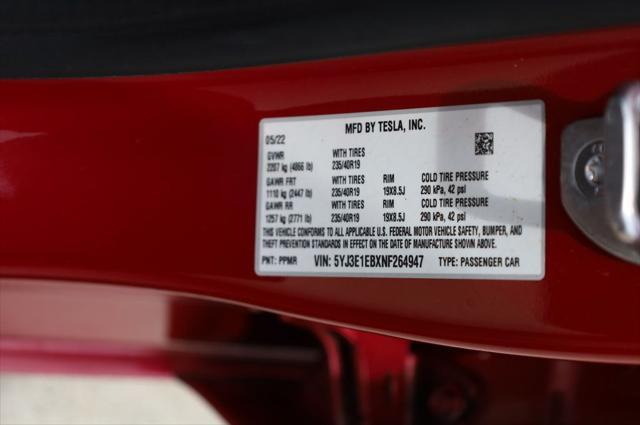 MFD BY TESLA, INC.
05/22
GVWR WITH TIRES
2207 kg (4866 lb) 235/40R19
GAWR FRT WITH TIRES RIM COLD TIRE PRESSURE
1110 kg (2447 lb) 235/40R19 19X8.5J 290 kPa, 42 psi
GAWR RR WITH TIRES RIM COLD TIRE PRESSURE
1257 kg (2771 lb) 235/40R19 19X8.5J 290 kPa, 42 psi
THIS VEHICLE CONFORMS TO ALL APPLICABLE U.S. FEDERAL MOTOR VEHICLE SAFETY, BUMPER, AND
THEFT PREVENTION STANDARDS IN EFFECT ON THE DATE OF MANUFACTURE SHOWN ABOVE.
PNT: PPMR VIN: 5YJ3E1EBXNF264947 TYPE: PASSENGER CAR